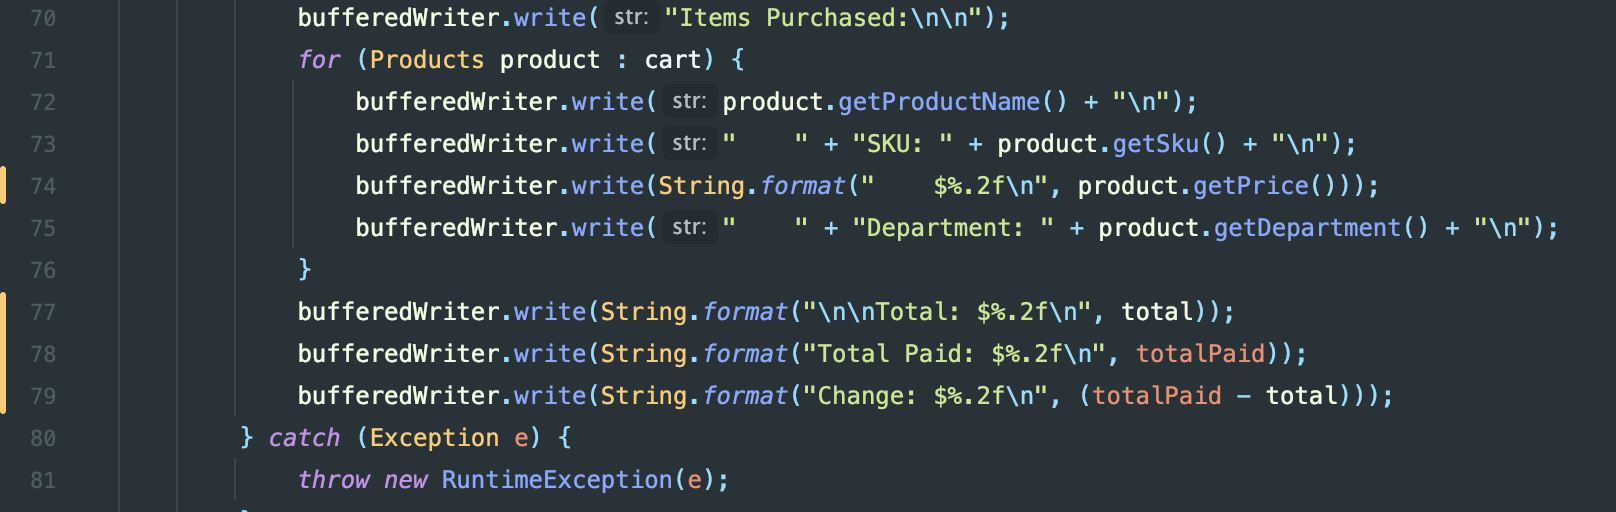 70 bufferedWriter.write( str: "Items Purchased:\n\n");
71 for (Products product : cart) {
72 bufferedWriter.write( str: product.getProductName() + "\n");
73 bufferedWriter.write( str: "    " + "SKU: " + product.getSku() + "\n");
74 bufferedWriter.write(String.format("    $%.2f\n", product.getPrice()));
75 bufferedWriter.write( str: "    " + "Department: " + product.getDepartment() + "\n");
76 }
77 bufferedWriter.write(String.format("\n\nTotal: $%.2f\n", total));
78 bufferedWriter.write(String.format("Total Paid: $%.2f\n", totalPaid));
79 bufferedWriter.write(String.format("Change: $%.2f\n", (totalPaid - total)));
80 } catch (Exception e) {
81 throw new RuntimeException(e);